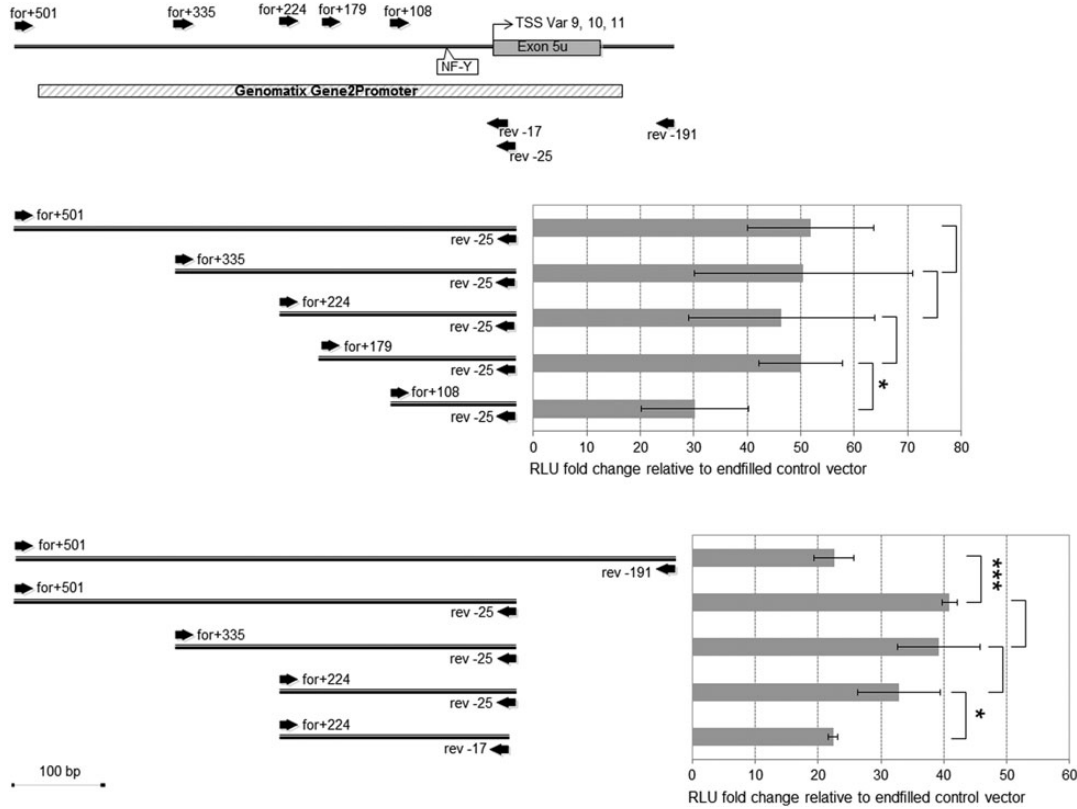 for+501
for+335
for+224
for+179
for+108
TSS Var 9, 10, 11
Exon 5u
NF-Y
Genomatix Gene2Promoter
rev -17
rev -191
rev -25
for+501
rev -25
for+335
rev -25
for+224
rev -25
for+179
rev -25
for+108
rev -25
*
0 10 20 30 40 50 60 70 80
RLU fold change relative to endfilled control vector
for+501
rev -191
for+501
rev -25
for+335
rev -25
for+224
rev -25
for+224
rev -17
***
*
100 bp
0 10 20 30 40 50 60
RLU fold change relative to endfilled control vector